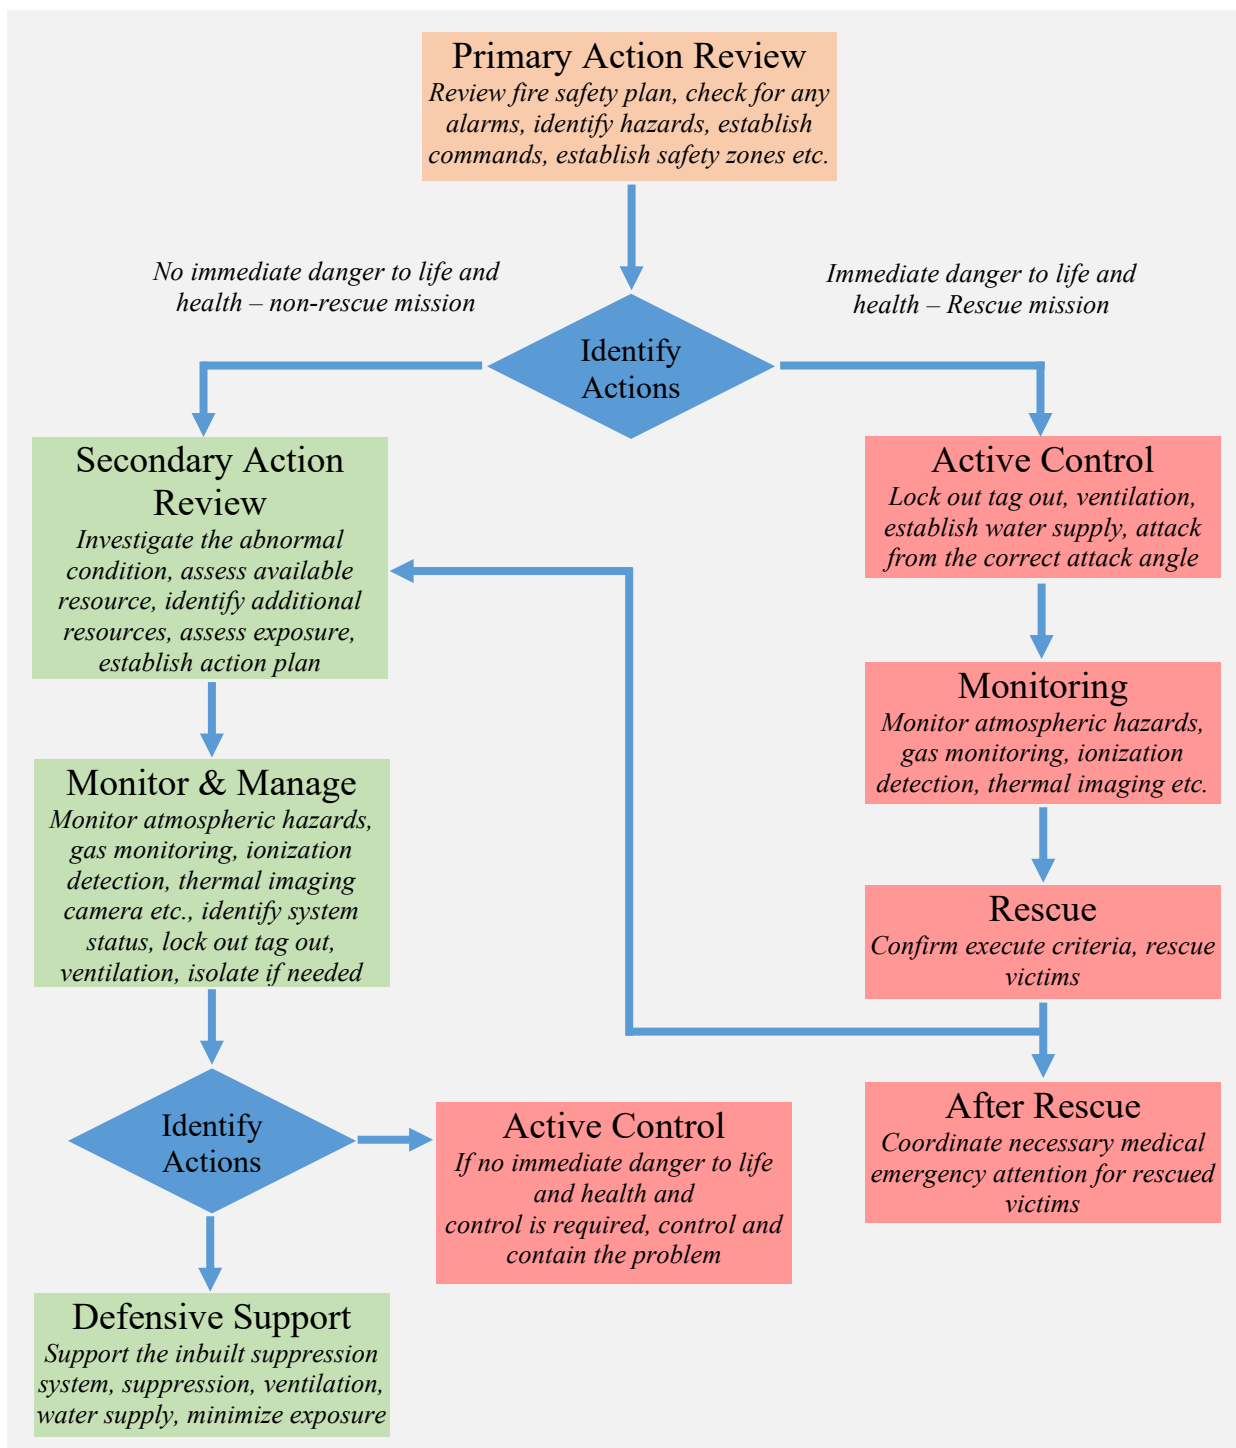 Primary Action Review
Review fire safety plan, check for any
alarms, identify hazards, establish
commands, establish safety zones etc.
No immediate danger to life and
health – non-rescue mission
Immediate danger to life and
health – Rescue mission
Identify
Actions
Secondary Action
Review
Investigate the abnormal
condition, assess available
resource, identify additional
resources, assess exposure,
establish action plan
Active Control
Lock out tag out, ventilation,
establish water supply, attack
from the correct attack angle
Monitoring
Monitor atmospheric hazards,
gas monitoring, ionization
detection, thermal imaging etc.
Monitor & Manage
Monitor atmospheric hazards,
gas monitoring, ionization
detection, thermal imaging
camera etc., identify system
status, lock out tag out,
ventilation, isolate if needed
Rescue
Confirm execute criteria, rescue
victims
After Rescue
Coordinate necessary medical
emergency attention for rescued
victims
Identify
Actions
Active Control
If no immediate danger to life
and health and
control is required, control and
contain the problem
Defensive Support
Support the inbuilt suppression
system, suppression, ventilation,
water supply, minimize exposure